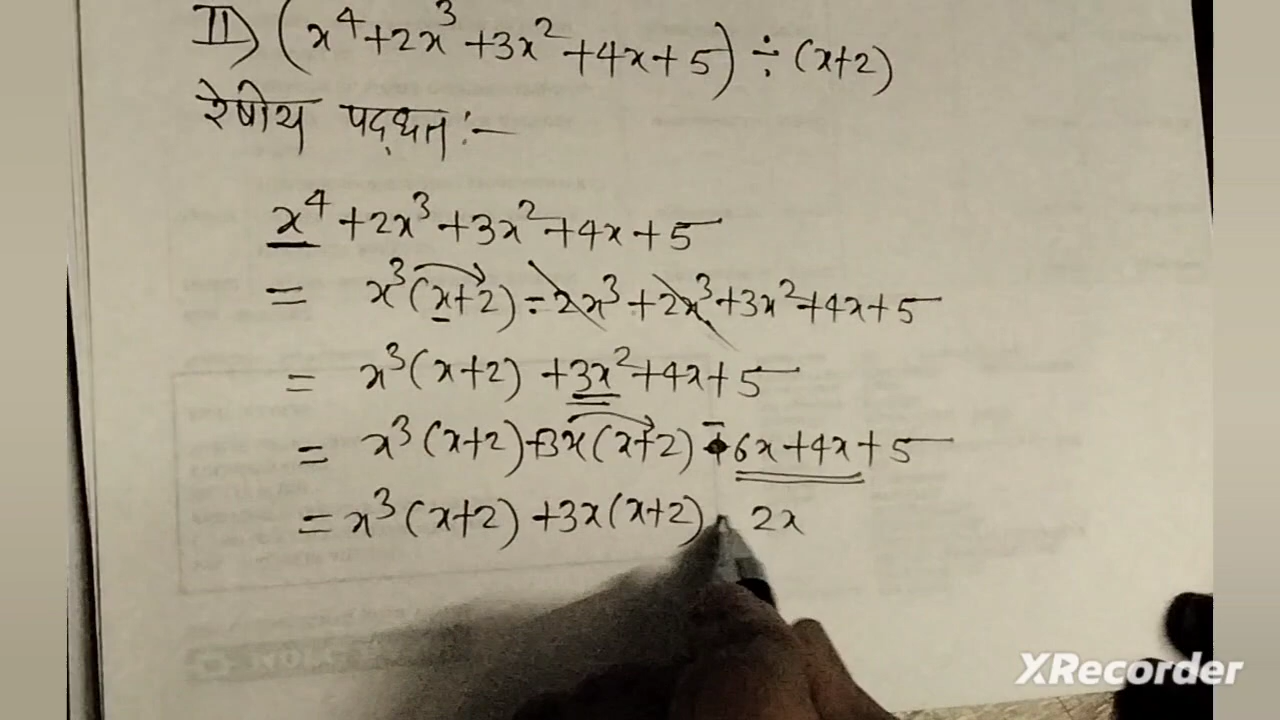 II) (x⁴+2x³+3x²+4x+5) ÷ (x+2)
रेषीय पद्धत :-
x⁴+2x³+3x²+4x+5
= x³(x+2)-2x³+2x³+3x²+4x+5
= x³(x+2)+3x²+4x+5
= x³(x+2)+3x(x+2)-6x+4x+5
= x³(x+2)+3x(x+2) 2x
XRecorder